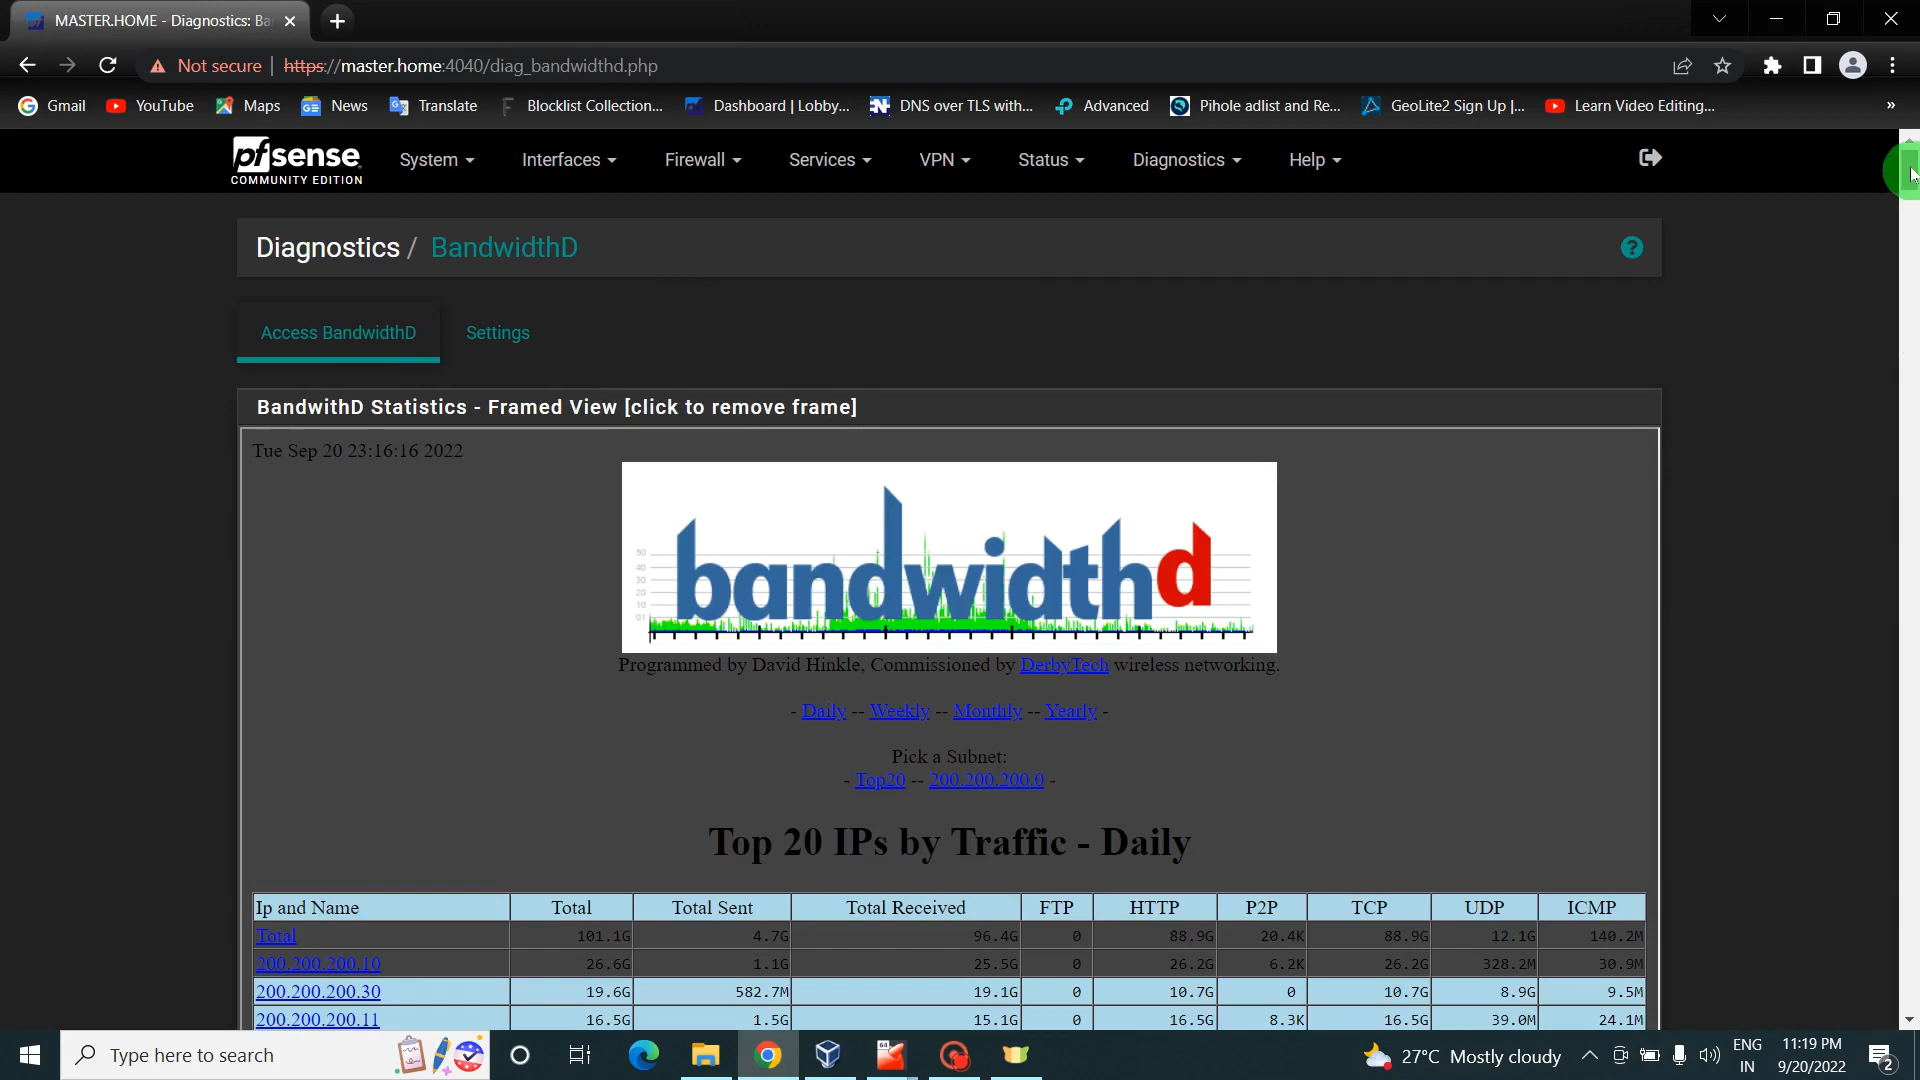 MASTER.HOME - Diagnostics: Ba
Not secure | https://master.home:4040/diag_bandwidthd.php
Gmail YouTube Maps News Translate Blocklist Collection... Dashboard | Lobby... DNS over TLS with... Advanced Pihole adlist and Re... GeoLite2 Sign Up |... Learn Video Editing... »
pfsense System Interfaces Firewall Services VPN Status Diagnostics Help
COMMUNITY EDITION
Diagnostics / BandwidthD ?
Access BandwidthD Settings
BandwithD Statistics - Framed View [click to remove frame]
Tue Sep 20 23:16:16 2022
50
40
30
20
10
01
bandwidthd
Programmed by David Hinkle, Commissioned by DerbyTech wireless networking.
- Daily -- Weekly -- Monthly -- Yearly -
Pick a Subnet:
- Top20 -- 200.200.200.0 -
Top 20 IPs by Traffic - Daily
Ip and Name Total Total Sent Total Received FTP HTTP P2P TCP UDP ICMP
Total 101.1G 4.7G 96.4G 0 88.9G 20.4K 88.9G 12.1G 140.2M
200.200.200.10 26.6G 1.1G 25.5G 0 26.2G 6.2K 26.2G 328.2M 30.9M
200.200.200.30 19.6G 582.7M 19.1G 0 10.7G 0 10.7G 8.9G 9.5M
200.200.200.11 16.5G 1.5G 15.1G 0 16.5G 8.3K 16.5G 39.0M 24.1M
Type here to search
64
27°C Mostly cloudy
ENG
IN
11:19 PM
9/20/2022
2